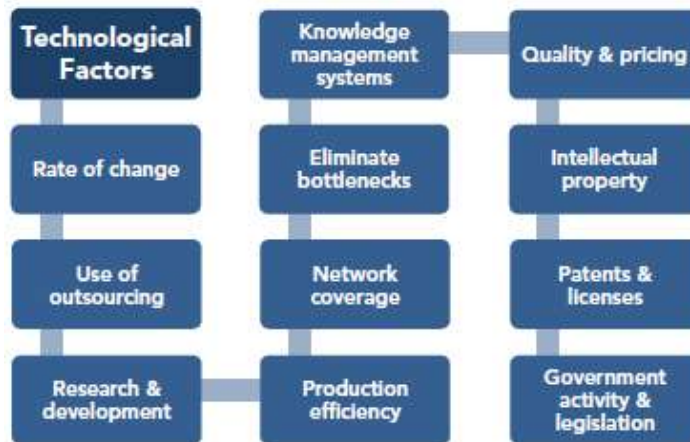 Technological
Factors
Rate of change
Use of
outsourcing
Research &
development
Production
efficiency
Network
coverage
Eliminate
bottlenecks
Knowledge
management
systems
Quality & pricing
Intellectual
property
Patents &
licenses
Government
activity &
legislation